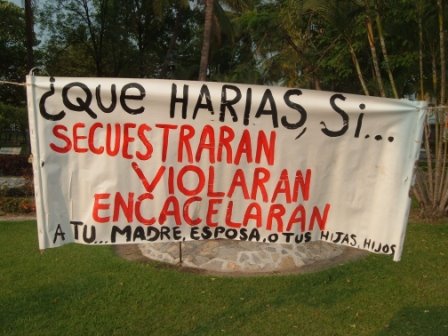 ¿QUE HARIAS, Si...
SECUESTRARAN
VIOLARAN
ENCACELARAN
A TU... MADRE, ESPOSA, O TUS HIJAS, HIJOS